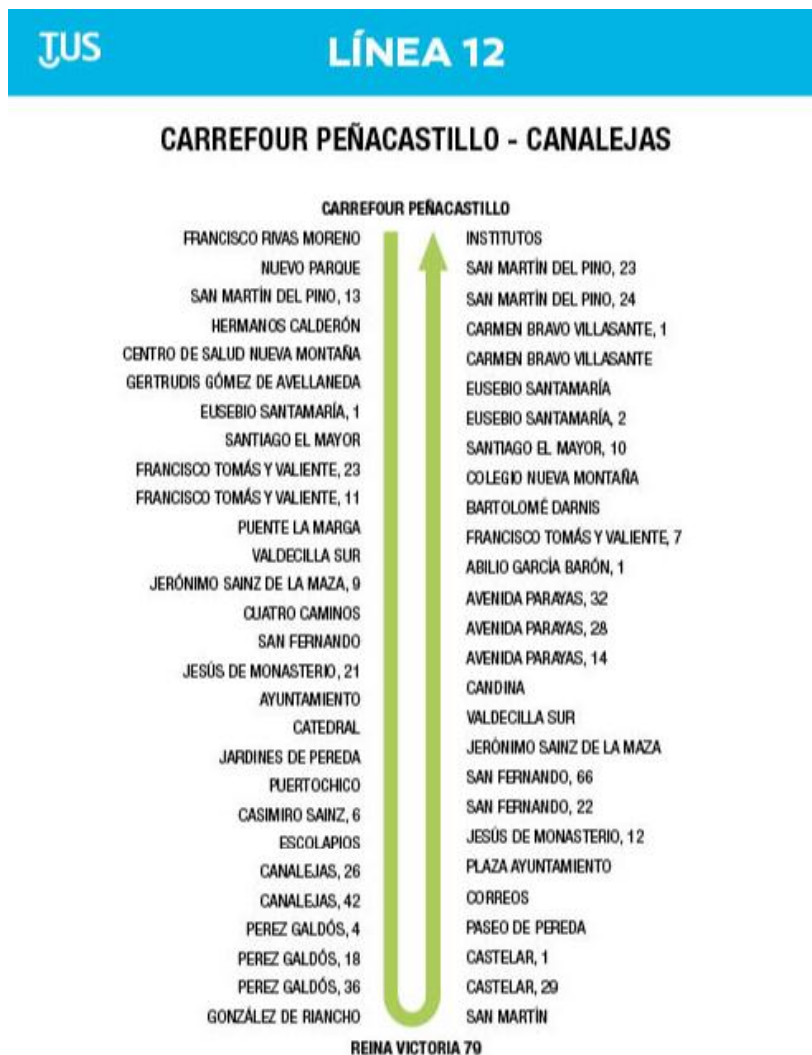 TUS
LÍNEA 12
CARREFOUR PEÑACASTILLO - CANALEJAS
CARREFOUR PEÑACASTILLO
FRANCISCO RIVAS MORENO
NUEVO PARQUE
SAN MARTÍN DEL PINO, 13
HERMANOS CALDERÓN
CENTRO DE SALUD NUEVA MONTAÑA
GERTRUDIS GÓMEZ DE AVELLANEDA
EUSEBIO SANTAMARÍA, 1
SANTIAGO EL MAYOR
FRANCISCO TOMÁS Y VALIENTE, 23
FRANCISCO TOMÁS Y VALIENTE, 11
PUENTE LA MARGA
VALDECILLA SUR
JERÓNIMO SAINZ DE LA MAZA, 9
CUATRO CAMINOS
SAN FERNANDO
JESÚS DE MONASTERIO, 21
AYUNTAMIENTO
CATEDRAL
JARDINES DE PEREDA
PUERTOCHICO
CASIMIRO SAINZ, 6
ESCOLAPIOS
CANALEJAS, 26
CANALEJAS, 42
PEREZ GALDÓS, 4
PEREZ GALDÓS, 18
PEREZ GALDÓS, 36
GONZÁLEZ DE RIANCHO
INSTITUTOS
SAN MARTÍN DEL PINO, 23
SAN MARTÍN DEL PINO, 24
CARMEN BRAVO VILLASANTE, 1
CARMEN BRAVO VILLASANTE
EUSEBIO SANTAMARÍA
EUSEBIO SANTAMARÍA, 2
SANTIAGO EL MAYOR, 10
COLEGIO NUEVA MONTAÑA
BARTOLOMÉ DARNIS
FRANCISCO TOMÁS Y VALIENTE, 7
ABILIO GARCÍA BARÓN, 1
AVENIDA PARAYAS, 32
AVENIDA PARAYAS, 28
AVENIDA PARAYAS, 14
CANDINA
VALDECILLA SUR
JERÓNIMO SAINZ DE LA MAZA
SAN FERNANDO, 66
SAN FERNANDO, 22
JESÚS DE MONASTERIO, 12
PLAZA AYUNTAMIENTO
CORREOS
PASEO DE PEREDA
CASTELAR, 1
CASTELAR, 29
SAN MARTÍN
REINA VICTORIA 79